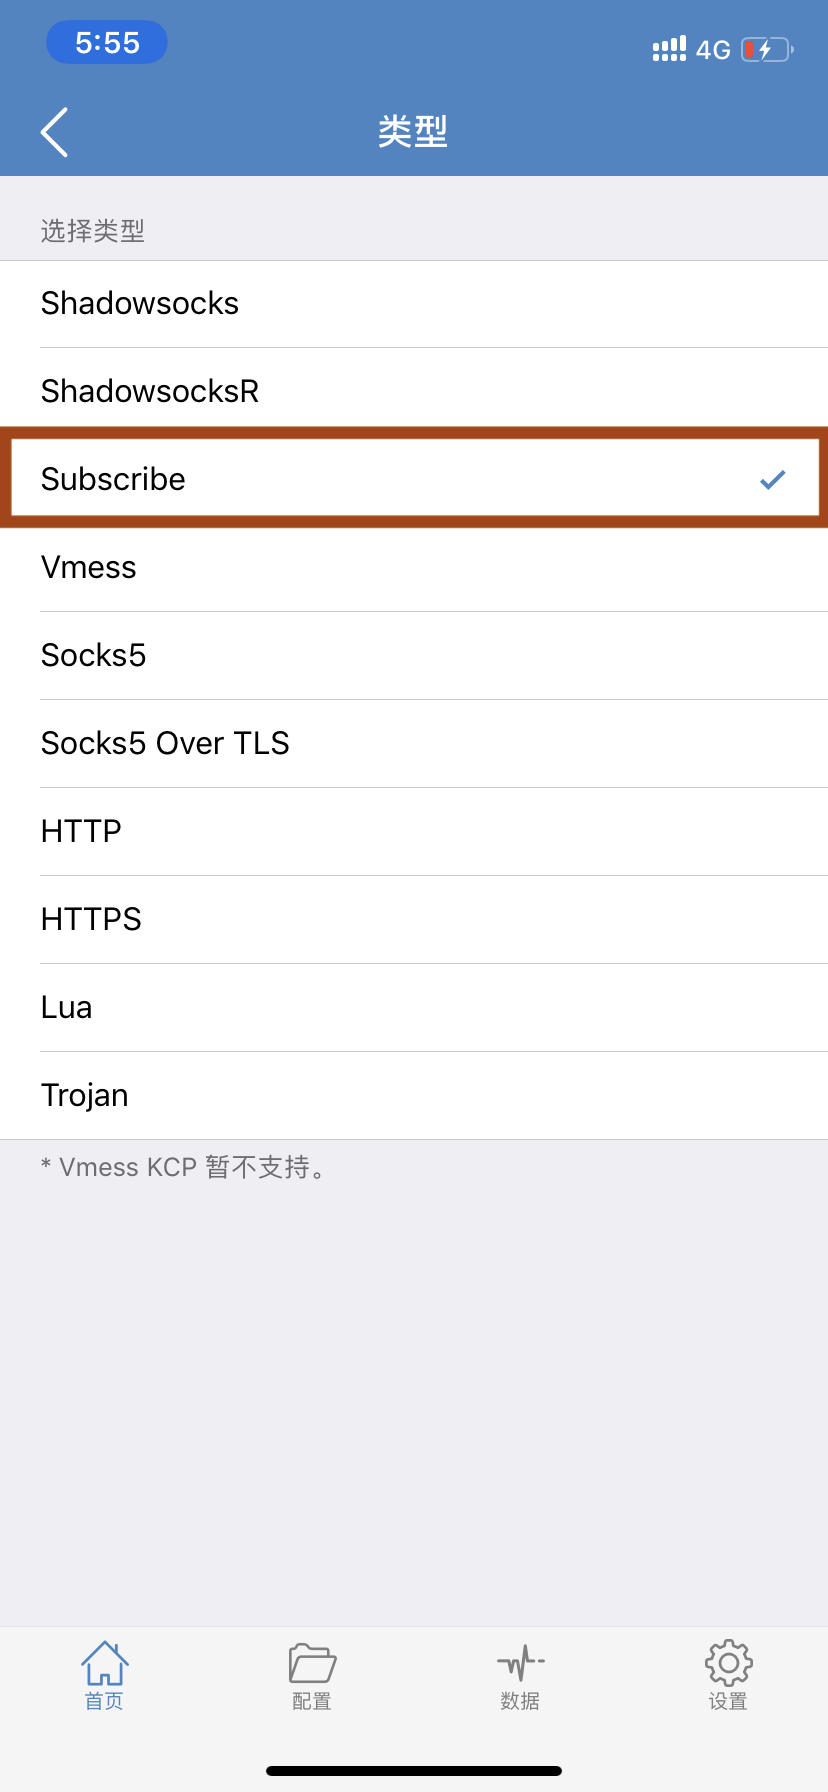 5:55
4G
类型
选择类型
Shadowsocks
ShadowsocksR
Subscribe
Vmess
Socks5
Socks5 Over TLS
HTTP
HTTPS
Lua
Trojan
* Vmess KCP 暂不支持。
首页
配置
数据
设置